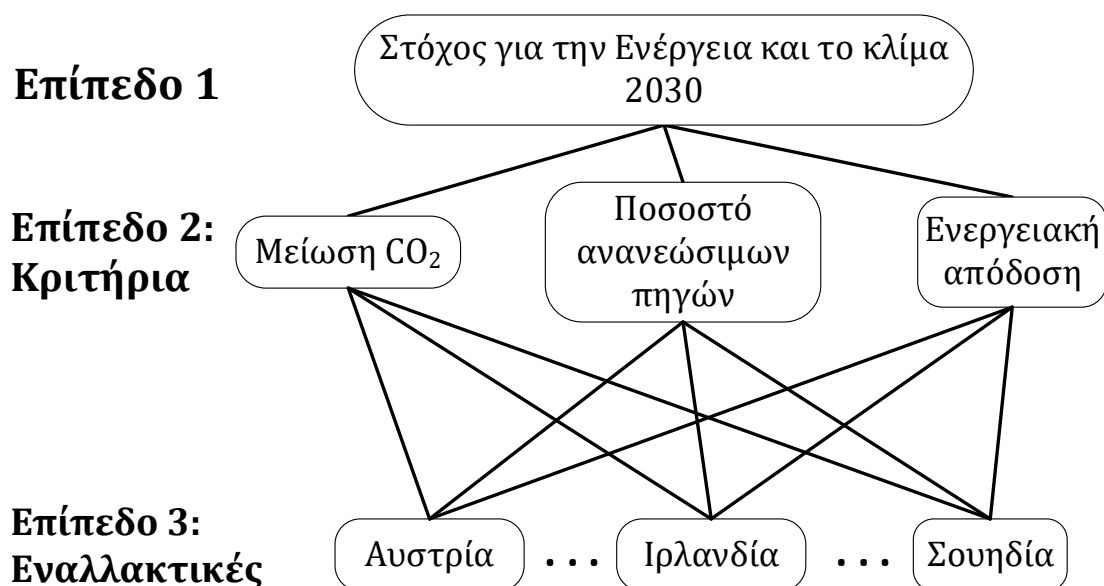 Στόχος για την Ενέργεια και το κλίμα
2030
Επίπεδο 1
Επίπεδο 2:
Κριτήρια
Μείωση CO₂
Ποσοστό
ανανεώσιμων
πηγών
Ενεργειακή
απόδοση
Επίπεδο 3:
Εναλλακτικές
Αυστρία ... Ιρλανδία ... Σουηδία